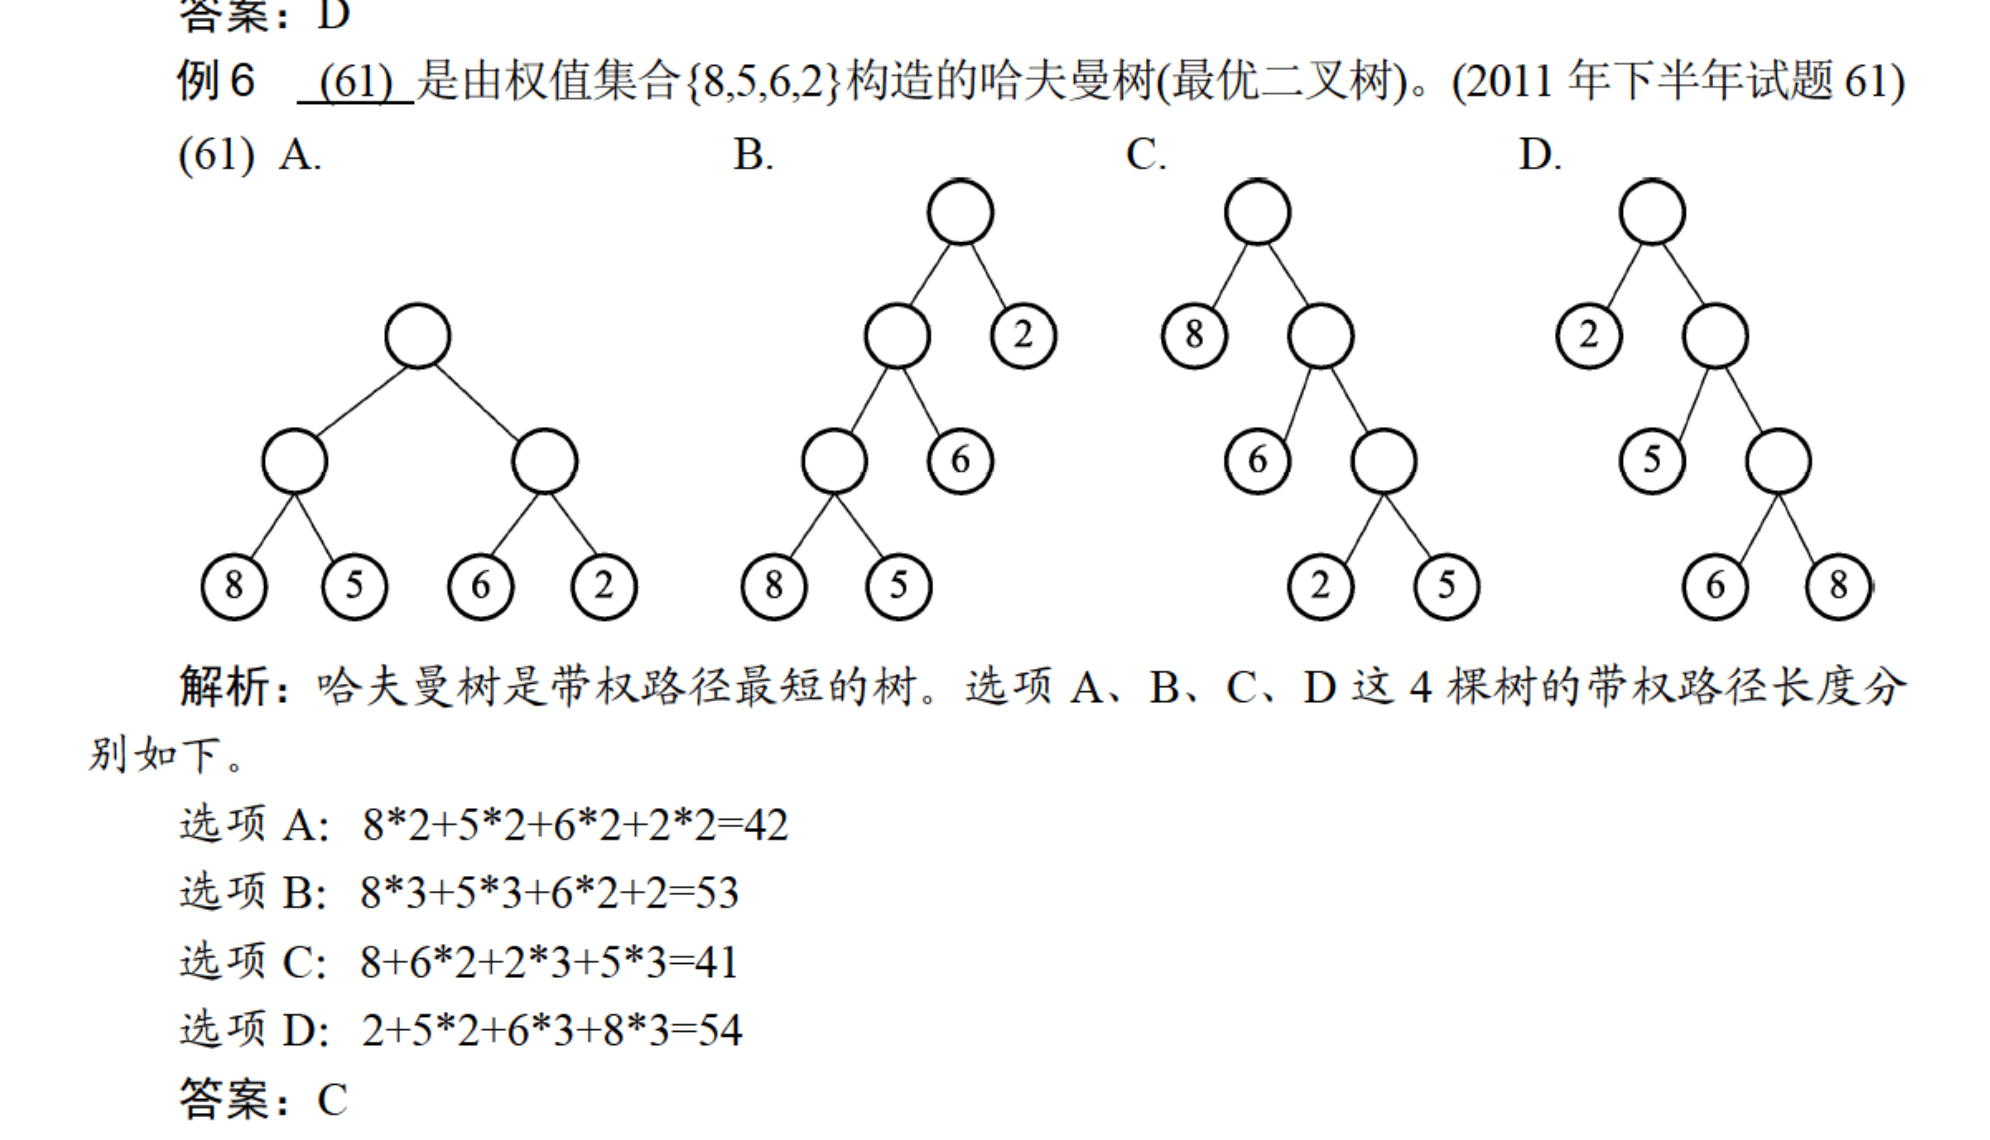 答案：D
例 6 (61) 是由权值集合{8,5,6,2}构造的哈夫曼树(最优二叉树)。(2011 年下半年试题 61)
(61) A. B. C. D.
2 8 2
6 6 5
8 5 6 2 8 5 2 5 6 8
解析：哈夫曼树是带权路径最短的树。选项 A、B、C、D 这 4 棵树的带权路径长度分
别如下。
选项 A: 8*2+5*2+6*2+2*2=42
选项 B: 8*3+5*3+6*2+2=53
选项 C: 8+6*2+2*3+5*3=41
选项 D: 2+5*2+6*3+8*3=54
答案：C